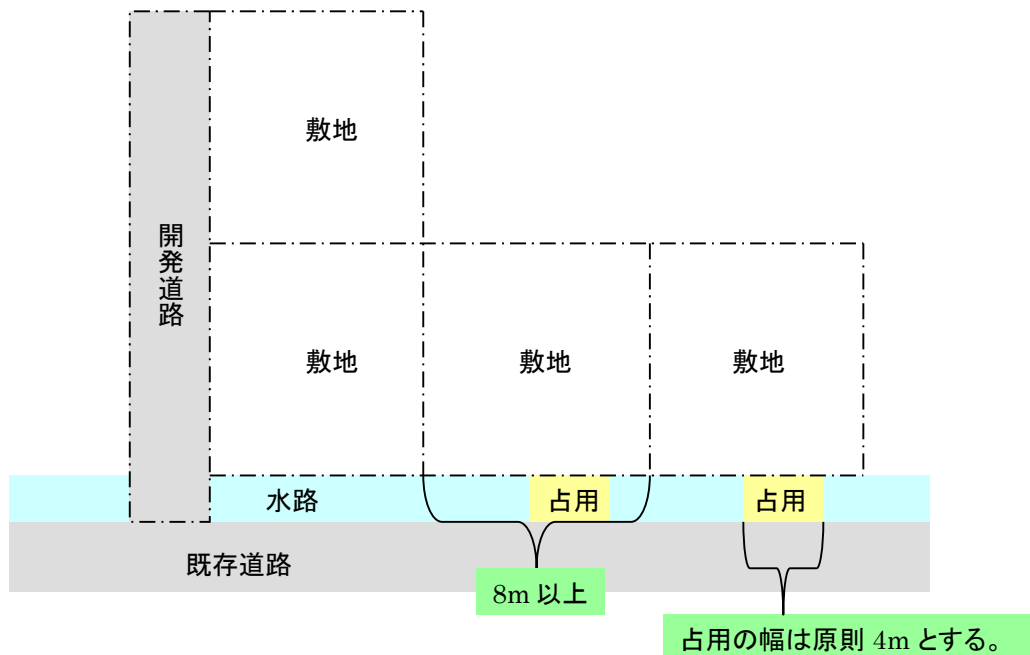 敷地
開発道路
敷地
敷地
敷地
水路
占用
占用
既存道路
8m 以上
占用の幅は原則 4m とする。